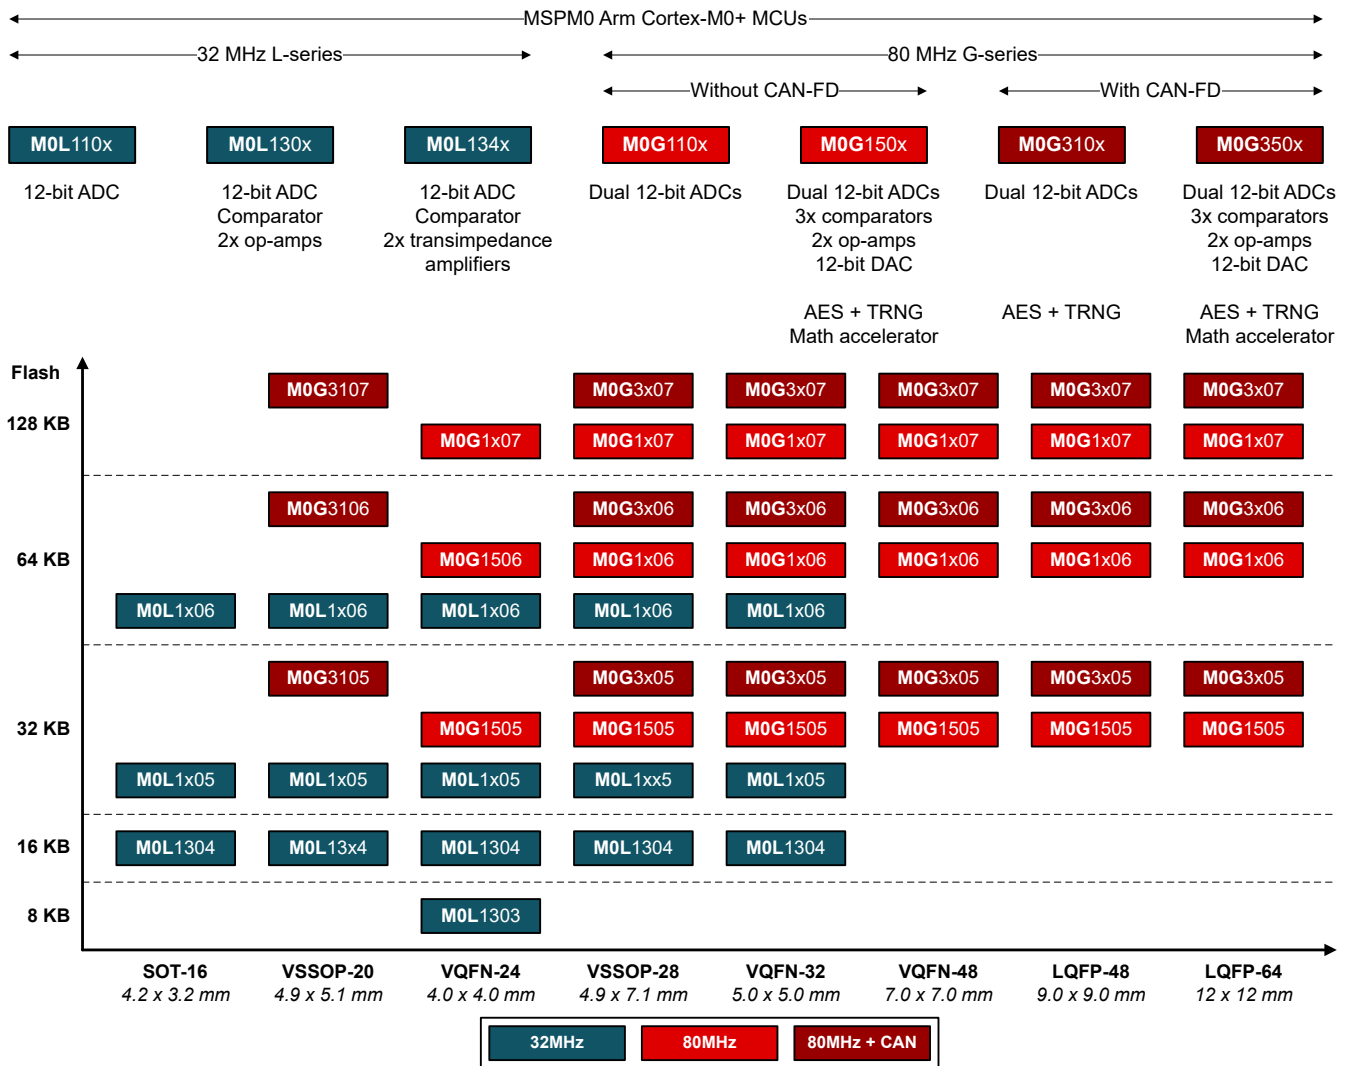 MSPM0 Arm Cortex-M0+ MCUs
32 MHz L-series
80 MHz G-series
Without CAN-FD
With CAN-FD
M0L110x
M0L130x
M0L134x
M0G110x
M0G150x
M0G310x
M0G350x
12-bit ADC
12-bit ADC
Comparator
2x op-amps
12-bit ADC
Comparator
2x transimpedance
amplifiers
Dual 12-bit ADCs
Dual 12-bit ADCs
3x comparators
2x op-amps
12-bit DAC
AES + TRNG
Math accelerator
Dual 12-bit ADCs
AES + TRNG
Dual 12-bit ADCs
3x comparators
2x op-amps
12-bit DAC
AES + TRNG
Math accelerator
Flash
128 KB
M0G3107
M0G3x07
M0G3x07
M0G3x07
M0G3x07
M0G3x07
M0G1x07
M0G1x07
M0G1x07
M0G1x07
M0G1x07
M0G1x07
64 KB
M0G3106
M0G3x06
M0G3x06
M0G3x06
M0G3x06
M0G3x06
M0G1506
M0G1x06
M0G1x06
M0G1x06
M0G1x06
M0G1x06
M0L1x06
M0L1x06
M0L1x06
M0L1x06
M0L1x06
32 KB
M0G3105
M0G3x05
M0G3x05
M0G3x05
M0G3x05
M0G3x05
M0G1505
M0G1505
M0G1505
M0G1505
M0G1505
M0G1505
M0L1x05
M0L1x05
M0L1x05
M0L1xx5
M0L1x05
16 KB
M0L1304
M0L13x4
M0L1304
M0L1304
M0L1304
8 KB
M0L1303
SOT-16
4.2 x 3.2 mm
VSSOP-20
4.9 x 5.1 mm
VQFN-24
4.0 x 4.0 mm
VSSOP-28
4.9 x 7.1 mm
VQFN-32
5.0 x 5.0 mm
VQFN-48
7.0 x 7.0 mm
LQFP-48
9.0 x 9.0 mm
LQFP-64
12 x 12 mm
32MHz
80MHz
80MHz + CAN